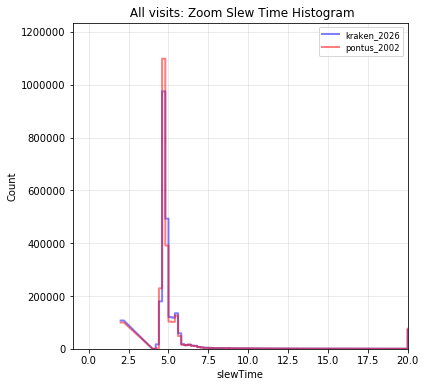 All visits: Zoom Slew Time Histogram
kraken_2026
pontus_2002
1200000
1000000
800000
600000
400000
200000
0
Count
0.0 2.5 5.0 7.5 10.0 12.5 15.0 17.5 20.0
slewTime